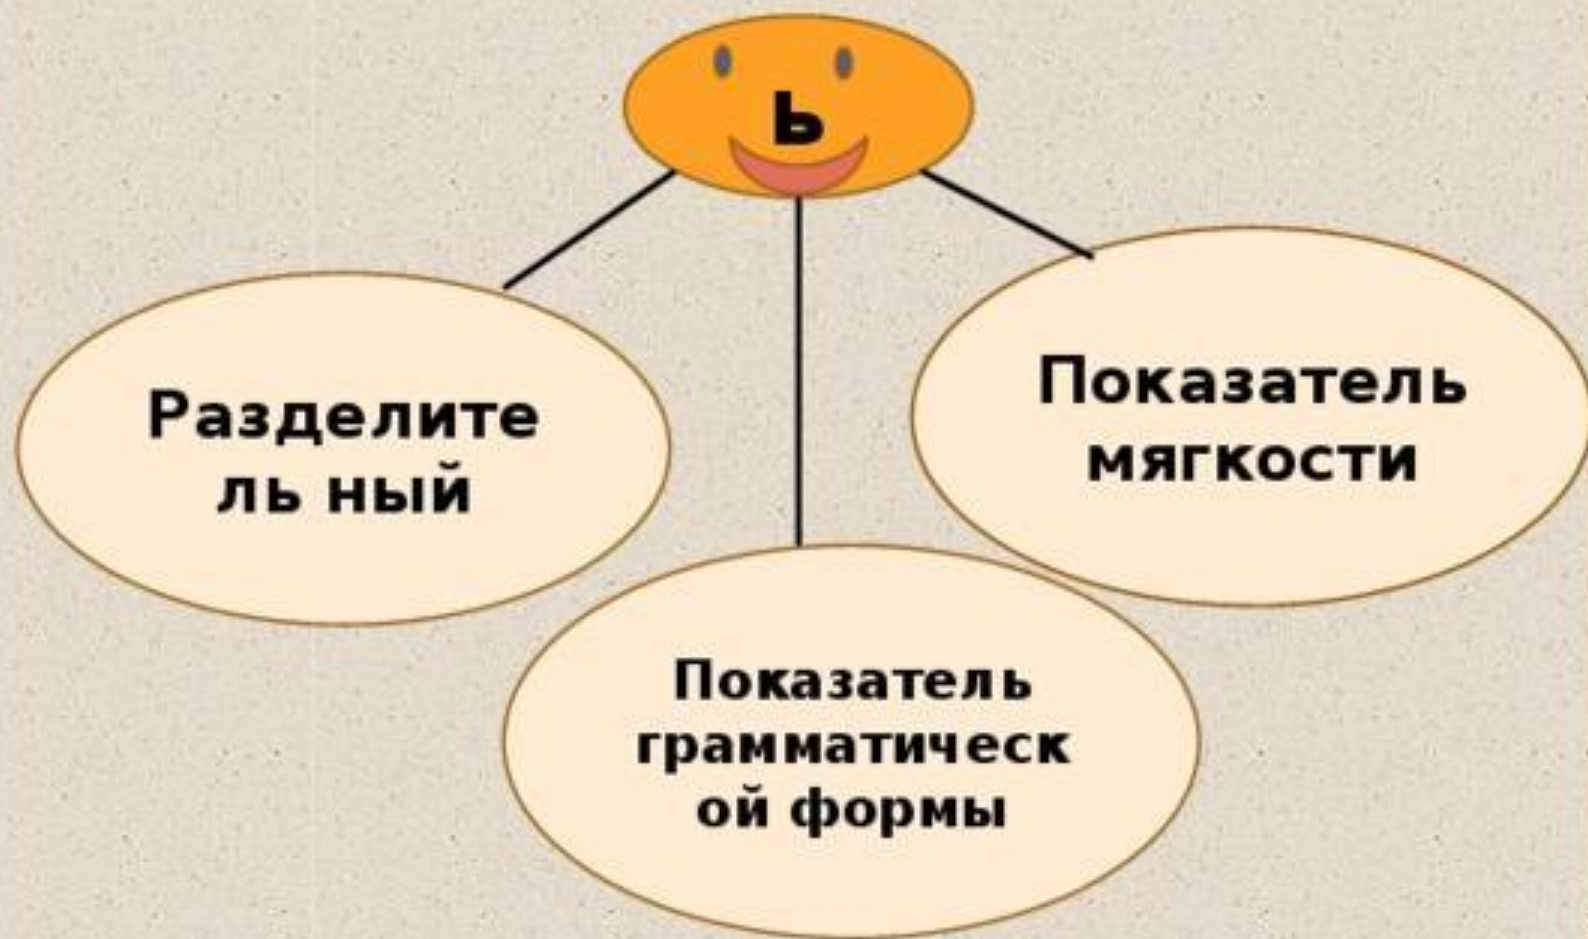 ь
Разделите
ль ный
Показатель
мягкости
Показатель
грамматическ
ой формы